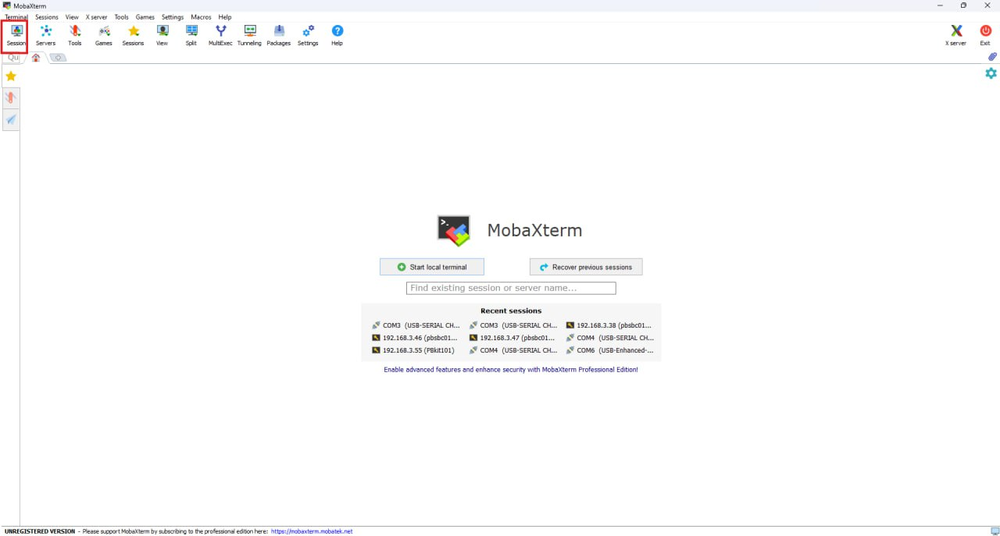 MobaXterm
Terminal Sessions View X server Tools Games Settings Macros Help
Session Servers Tools Games Sessions View Split MultiExec Tunneling Packages Settings Help X server Exit
Qu
MobaXterm
Start local terminal Recover previous sessions
Find existing session or server name...
Recent sessions
COM3 (USB-SERIAL CH... COM3 (USB-SERIAL CH... 192.168.3.38 (pbsbc01...
192.168.3.46 (pbsbc01... 192.168.3.47 (pbsbc01... COM4 (USB-SERIAL CH...
192.168.3.55 (PBkit101) COM4 (USB-SERIAL CH... COM6 (USB-Enhanced-...
Enable advanced features and enhance security with MobaXterm Professional Edition!
UNREGISTERED VERSION - Please support MobaXterm by subscribing to the professional edition here: https://mobaxterm.mobatek.net